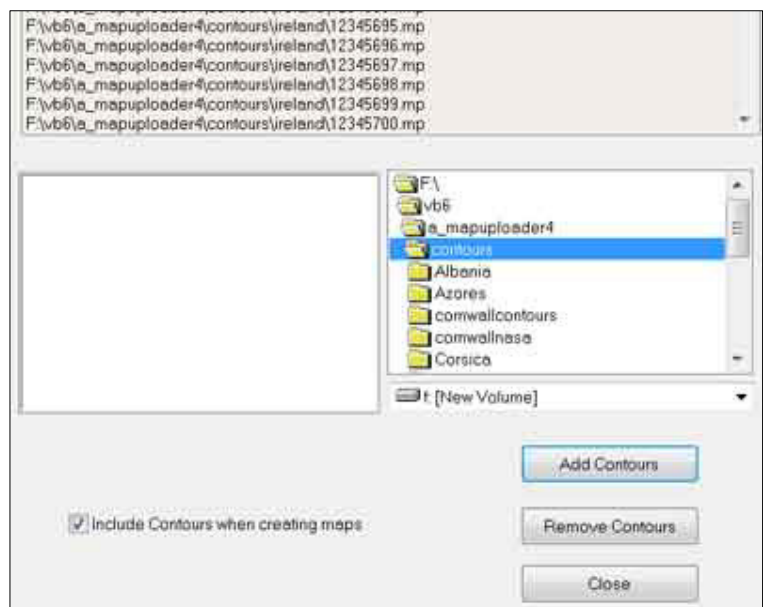 F:\vb6\a_mapuploader4\contours\ireland\12345695.mp
F:\vb6\a_mapuploader4\contours\ireland\12345696.mp
F:\vb6\a_mapuploader4\contours\ireland\12345697.mp
F:\vb6\a_mapuploader4\contours\ireland\12345698.mp
F:\vb6\a_mapuploader4\contours\ireland\12345699.mp
F:\vb6\a_mapuploader4\contours\ireland\12345700.mp
F:\
vb6
a_mapuploader4
contours
Albania
Azores
cornwallcontours
cornwallnasa
Corsica
f: [New Volume]
Add Contours
Include Contours when creating maps
Remove Contours
Close